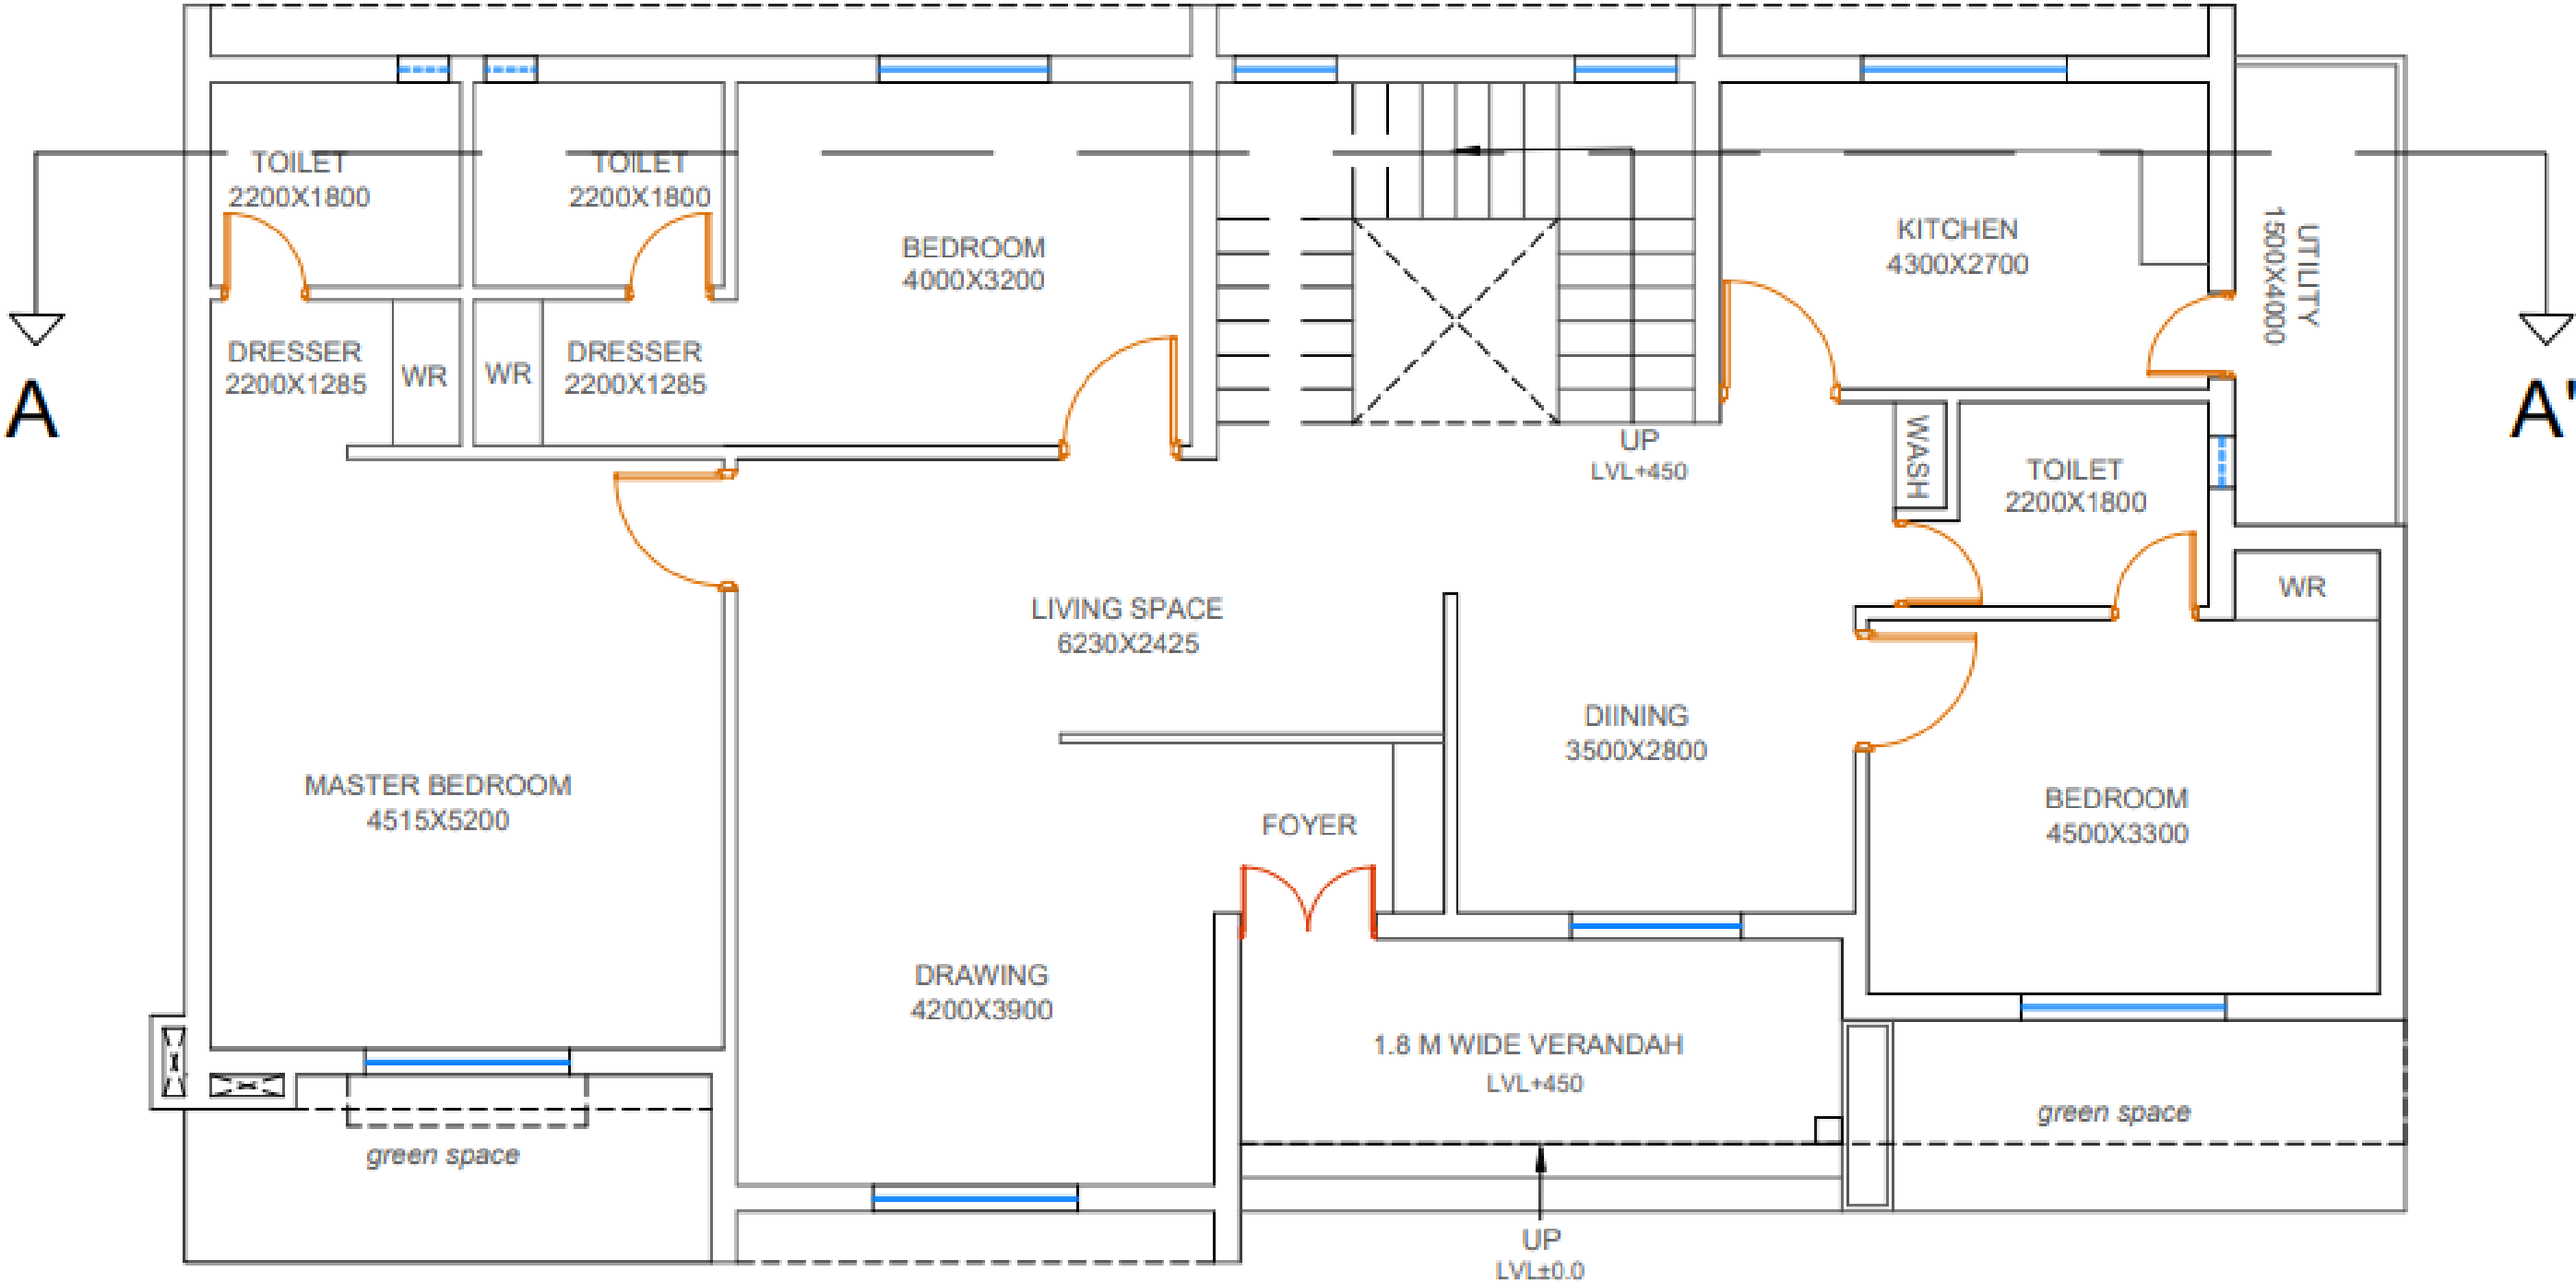 TOILET
2200X1800
TOILET
2200X1800
BEDROOM
4000X3200
KITCHEN
4300X2700
UTILITY
1500X4000
DRESSER
2200X1285
WR
WR
DRESSER
2200X1285
A
A'
UP
LVL+450
WASH
TOILET
2200X1800
WR
LIVING SPACE
6230X2425
DIINING
3500X2800
MASTER BEDROOM
4515X5200
FOYER
BEDROOM
4500X3300
DRAWING
4200X3900
1.8 M WIDE VERANDAH
LVL+450
green space
green space
UP
LVL±0.0